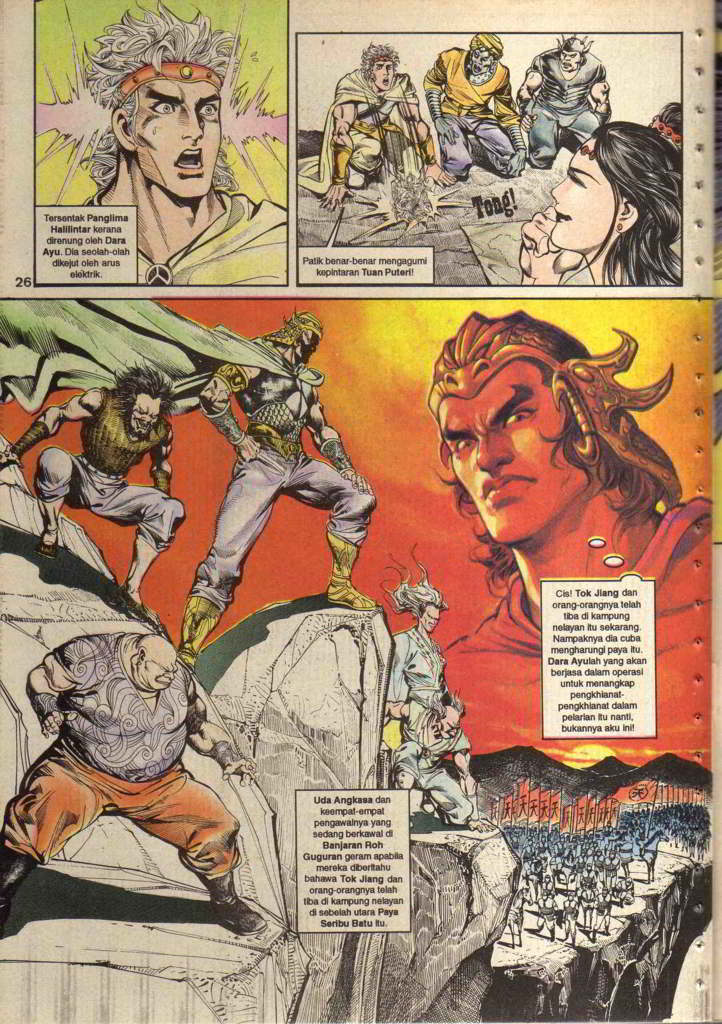 Tersentak Panglima
Halilintar kerana
direnung oleh Dara
Ayu. Dia seolah-olah
dikejut oleh arus
elektrik.
26
Tong!
Patik benar-benar mengagumi
kepintaran Tuan Puteri!
Cis! Tok Jiang dan
orang-orangnya telah
tiba di kampung
nelayan itu sekarang.
Nampaknya dia cuba
mengharungi paya itu.
Dara Ayulah yang akan
berjasa dalam operasi
untuk menangkap
pengkhianat-
pengkhianat dalam
pelarian itu nanti,
bukannya aku ini!
Uda Angkasa dan
keempat-empat
pengawalnya yang
sedang berkawal di
Banjaran Roh
Guguran geram apabila
mereka diberitahu
bahawa Tok Jiang dan
orang-orangnya telah
tiba di kampung nelayan
di sebelah utara Paya
Seribu Batu itu.